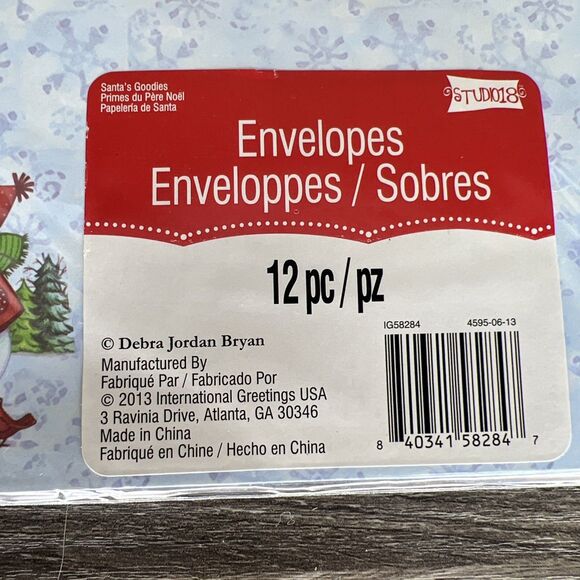 Santa's Goodies
Primes du Père Noël
Papelería de Santa
STUDIO18
Envelopes
Enveloppes / Sobres
12 pc / pz
IG58284 4595-06-13
© Debra Jordan Bryan
Manufactured By
Fabriqué Par / Fabricado Por
© 2013 International Greetings USA
3 Ravinia Drive, Atlanta, GA 30346
Made in China
Fabriqué en Chine / Hecho en China
8 40341 58284 7